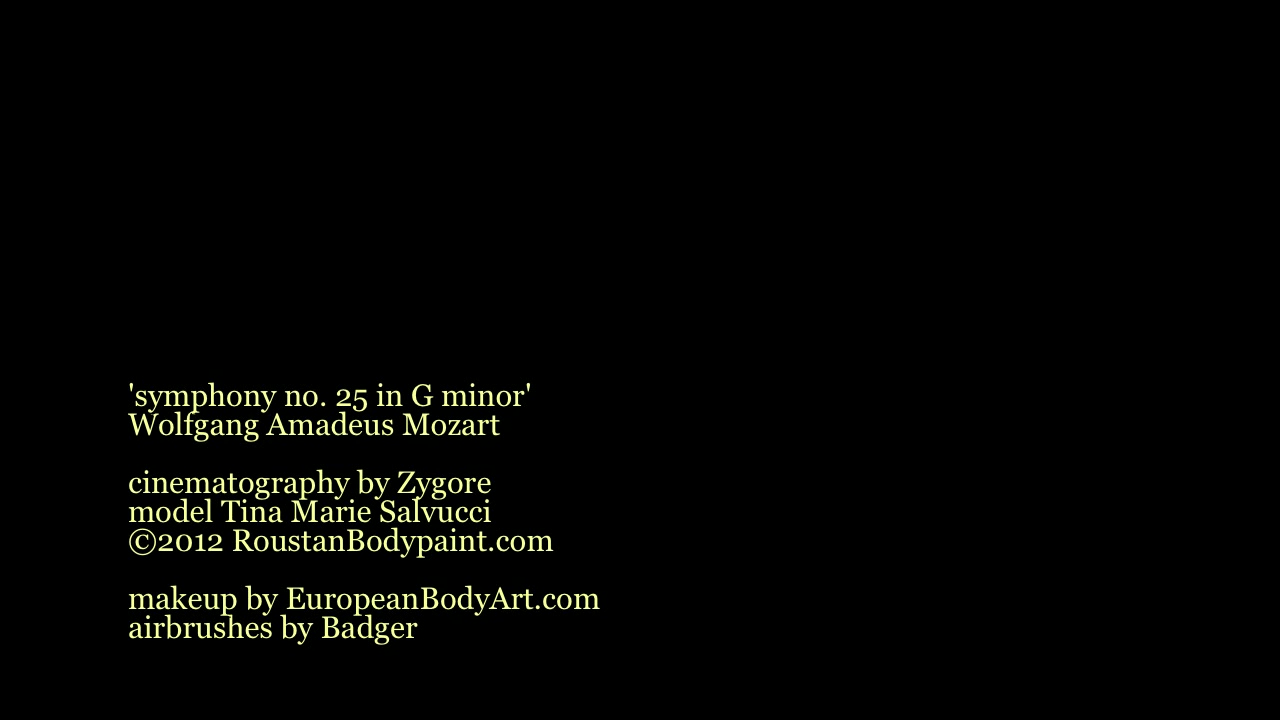 'symphony no. 25 in G minor'
Wolfgang Amadeus Mozart
cinematography by Zygore
model Tina Marie Salvucci
©2012 RoustanBodypaint.com
makeup by EuropeanBodyArt.com
airbrushes by Badger